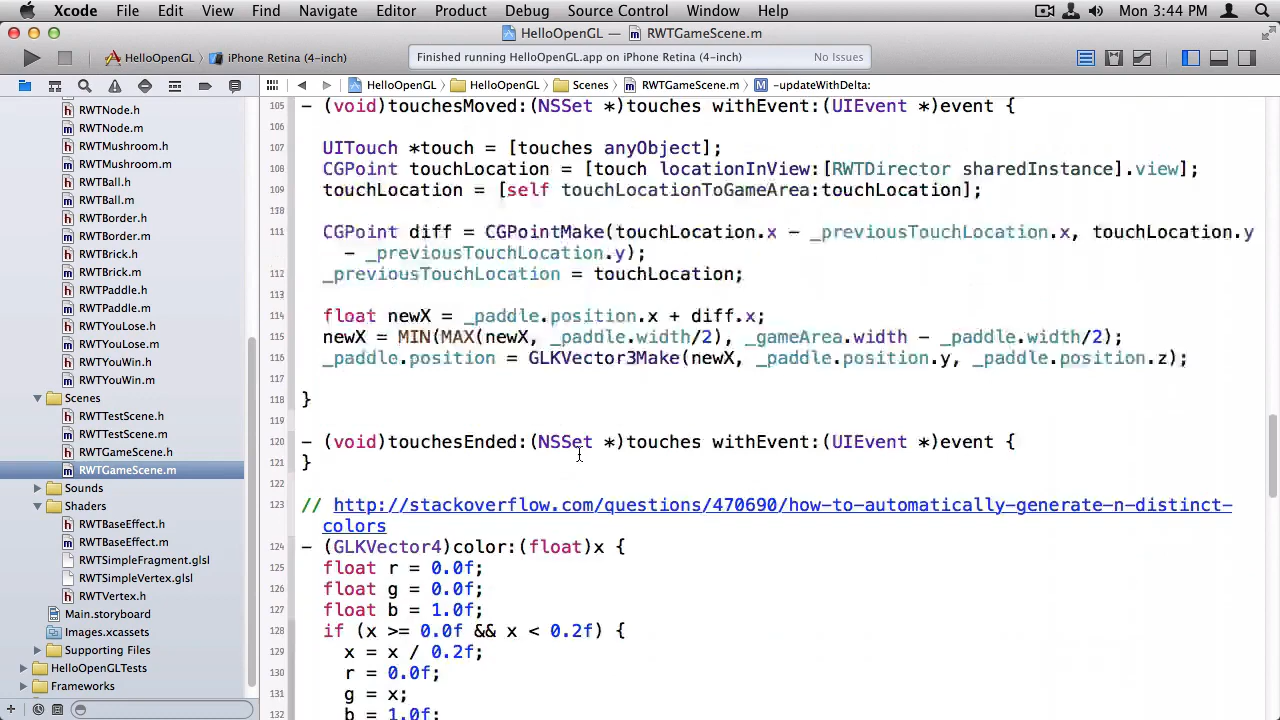 Xcode File Edit View Find Navigate Editor Product Debug Source Control Window Help Mon 3:44 PM
HelloOpenGL — RWTGameScene.m
HelloOpenGL iPhone Retina (4-inch) Finished running HelloOpenGL.app on iPhone Retina (4-inch) No Issues
HelloOpenGL HelloOpenGL Scenes RWTGameScene.m M -updateWithDelta:
RWTNode.h
RWTNode.m
RWTMushroom.h
RWTMushroom.m
RWTBall.h
RWTBall.m
RWTBorder.h
RWTBorder.m
RWTBrick.h
RWTBrick.m
RWTPaddle.h
RWTPaddle.m
RWTYouLose.h
RWTYouLose.m
RWTYouWin.h
RWTYouWin.m
Scenes
RWTTestScene.h
RWTTestScene.m
RWTGameScene.h
RWTGameScene.m
Sounds
Shaders
RWTBaseEffect.h
RWTBaseEffect.m
RWTSimpleFragment.glsl
RWTSimpleVertex.glsl
RWTVertex.h
Main.storyboard
Images.xcassets
Supporting Files
HelloOpenGLTests
Frameworks
105 - (void)touchesMoved:(NSSet *)touches withEvent:(UIEvent *)event {
106
107 UITouch *touch = [touches anyObject];
108 CGPoint touchLocation = [touch locationInView:[RWTDirector sharedInstance].view];
109 touchLocation = [self touchLocationToGameArea:touchLocation];
110
111 CGPoint diff = CGPointMake(touchLocation.x - _previousTouchLocation.x, touchLocation.y
- _previousTouchLocation.y);
112 _previousTouchLocation = touchLocation;
113
114 float newX = _paddle.position.x + diff.x;
115 newX = MIN(MAX(newX, _paddle.width/2), _gameArea.width - _paddle.width/2);
116 _paddle.position = GLKVector3Make(newX, _paddle.position.y, _paddle.position.z);
117
118 }
119
120 - (void)touchesEnded:(NSSet *)touches withEvent:(UIEvent *)event {
121 }
122
123 // http://stackoverflow.com/questions/470690/how-to-automatically-generate-n-distinct-
colors
124 - (GLKVector4)color:(float)x {
125 float r = 0.0f;
126 float g = 0.0f;
127 float b = 1.0f;
128 if (x >= 0.0f && x < 0.2f) {
129 x = x / 0.2f;
130 r = 0.0f;
131 g = x;
132 b = 1.0f;